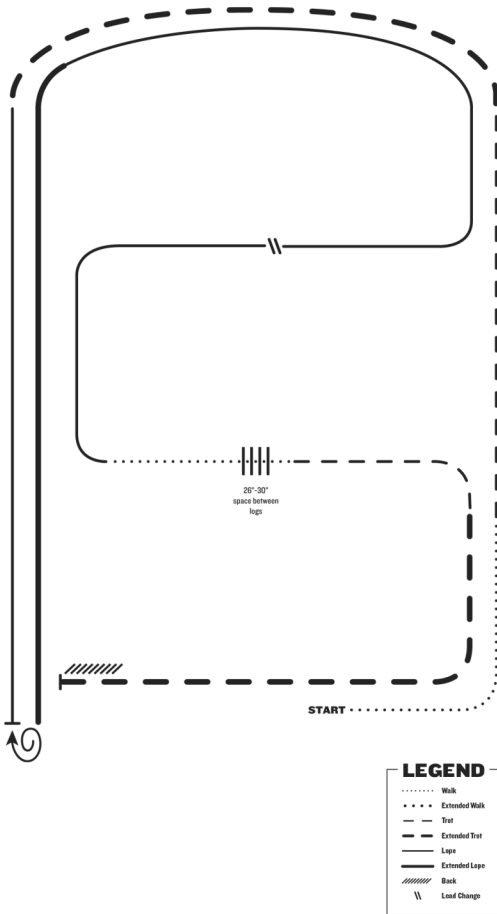 26"-30"
space between
logs
START
LEGEND
Walk
Extended Walk
Trot
Extended Trot
Lope
Extended Lope
Back
Lead Change